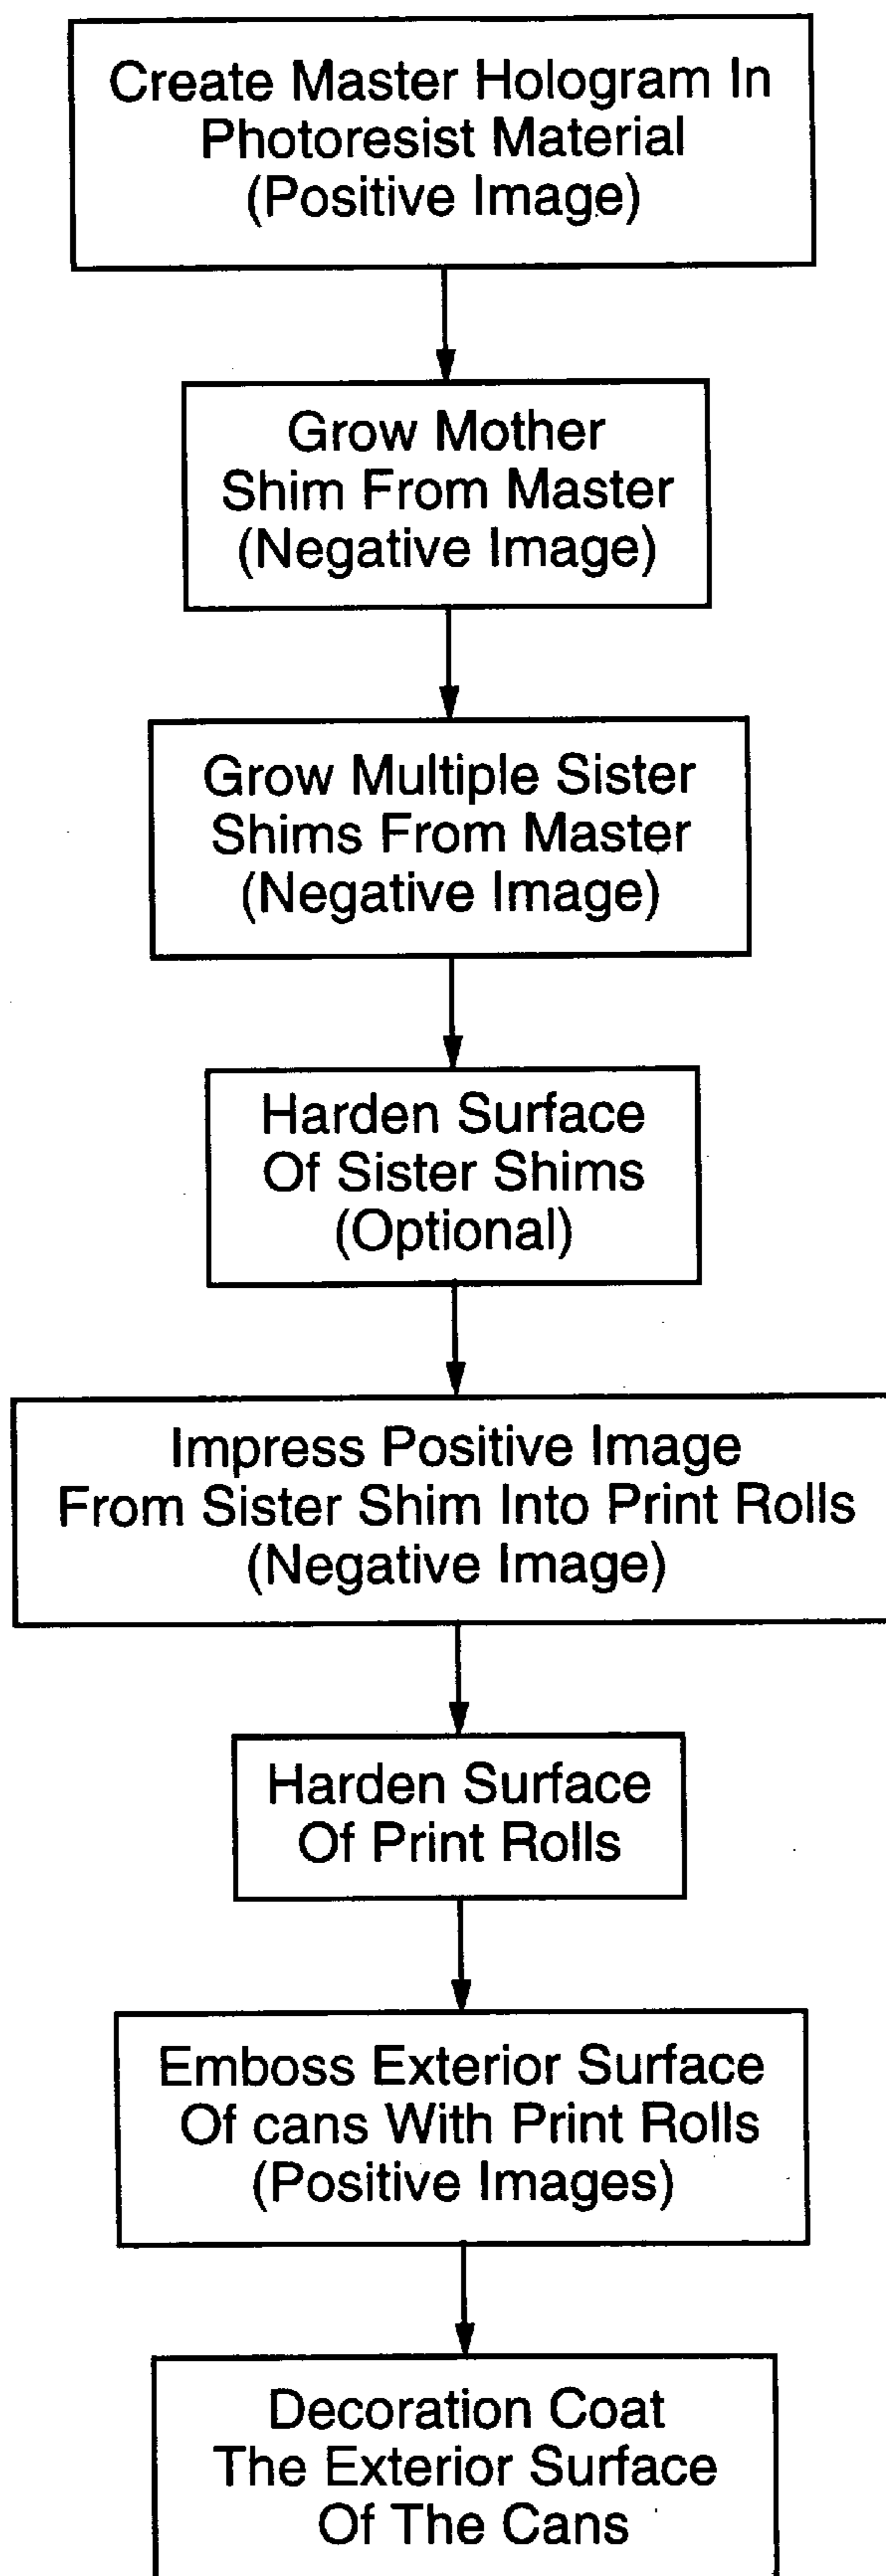 Create Master Hologram In
Photoresist Material
(Positive Image)
Grow Mother
Shim From Master
(Negative Image)
Grow Multiple Sister
Shims From Master
(Negative Image)
Harden Surface
Of Sister Shims
(Optional)
Impress Positive Image
From Sister Shim Into Print Rolls
(Negative Image)
Harden Surface
Of Print Rolls
Emboss Exterior Surface
Of cans With Print Rolls
(Positive Images)
Decoration Coat
The Exterior Surface
Of The Cans